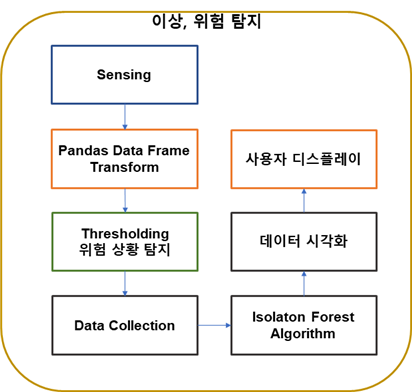 이상, 위험 탐지
Sensing
Pandas Data Frame
Transform
Thresholding
위험 상황 탐지
Data Collection
Isolaton Forest
Algorithm
데이터 시각화
사용자 디스플레이